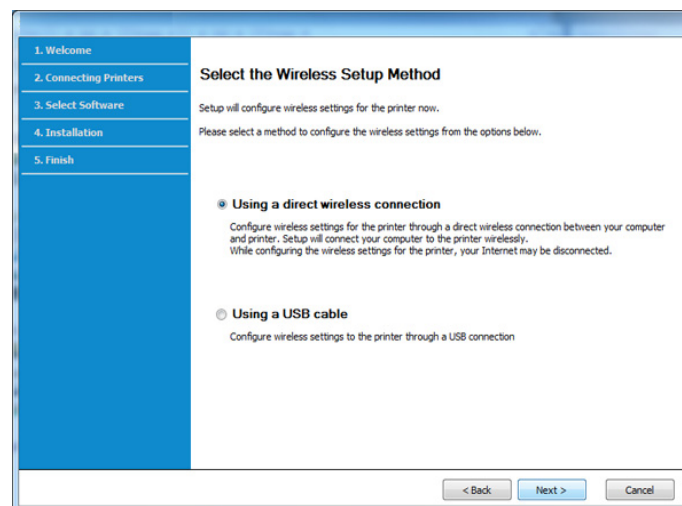 1. Welcome
2. Connecting Printers
3. Select Software
4. Installation
5. Finish
Select the Wireless Setup Method
Setup will configure wireless settings for the printer now.
Please select a method to configure the wireless settings from the options below.
Using a direct wireless connection
Configure wireless settings for the printer through a direct wireless connection between your computer
and printer. Setup will connect your computer to the printer wirelessly.
While configuring the wireless settings for the printer, your Internet may be disconnected.
Using a USB cable
Configure wireless settings to the printer through a USB connection
< Back
Next >
Cancel